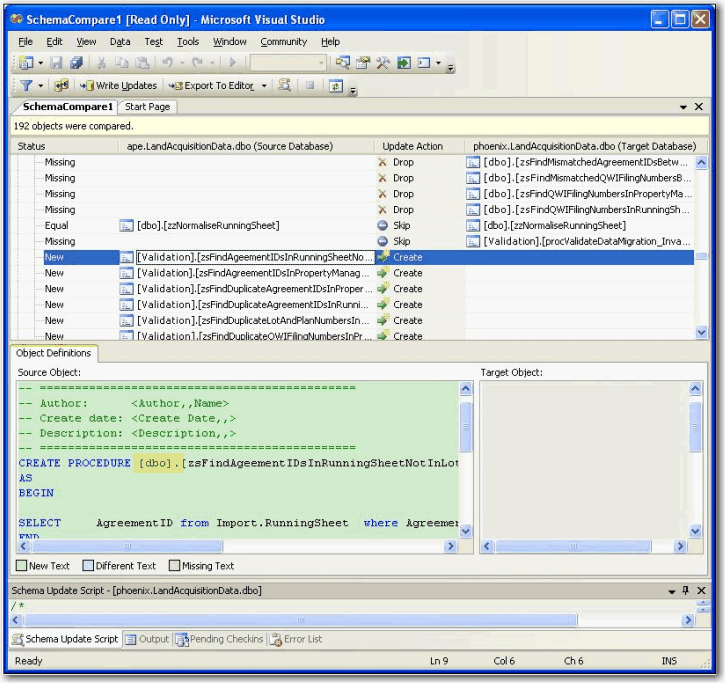 SchemaCompare1 [Read Only] - Microsoft Visual Studio
File Edit View Data Test Tools Window Community Help
Write Updates Export To Editor
SchemaCompare1 Start Page
192 objects were compared.
Status ape.LandAcquisitionData.dbo (Source Database) Update Action phoenix.LandAcquisitionData.dbo (Target Database)
Missing Drop [dbo].[zsFindMismatchedAgreementIDsBetw...
Missing Drop [dbo].[zsFindMismatchedQWIFilingNumbersB...
Missing Drop [dbo].[zsFindQWIFilingNumbersInPropertyMa...
Missing Drop [dbo].[zsFindQWIFilingNumbersInRunningSh...
Equal [dbo].[zzNormaliseRunningSheet] Skip [dbo].[zzNormaliseRunningSheet]
Missing Skip [Validation].[procValidateDataMigration_Inva...
New [Validation].[zsFindAgeementIDsInRunningSheetNo... Create
New [Validation].[zsFindAgreementIDsInPropertyManag... Create
New [Validation].[zsFindDuplicateAgreementIDsInProper... Create
New [Validation].[zsFindDuplicateAgreementIDsInRunni... Create
New [Validation].[zsFindDuplicateLotAndPlanNumbersIn... Create
New [Validation].[zsFindDuplicateQWIFilingNumbersInPr... Create
Object Definitions
Source Object: Target Object:
-- =============================================
-- Author: <Author,,Name>
-- Create date: <Create Date,,>
-- Description: <Description,,>
-- =============================================
CREATE PROCEDURE [dbo].[zsFindAgeementIDsInRunningSheetNotInLot
AS
BEGIN
SELECT AgreementID from Import.RunningSheet where Agreemen
END
New Text Different Text Missing Text
Schema Update Script - [phoenix.LandAcquisitionData.dbo]
/*
Schema Update Script Output Pending Checkins Error List
Ready Ln 9 Col 6 Ch 6 INS